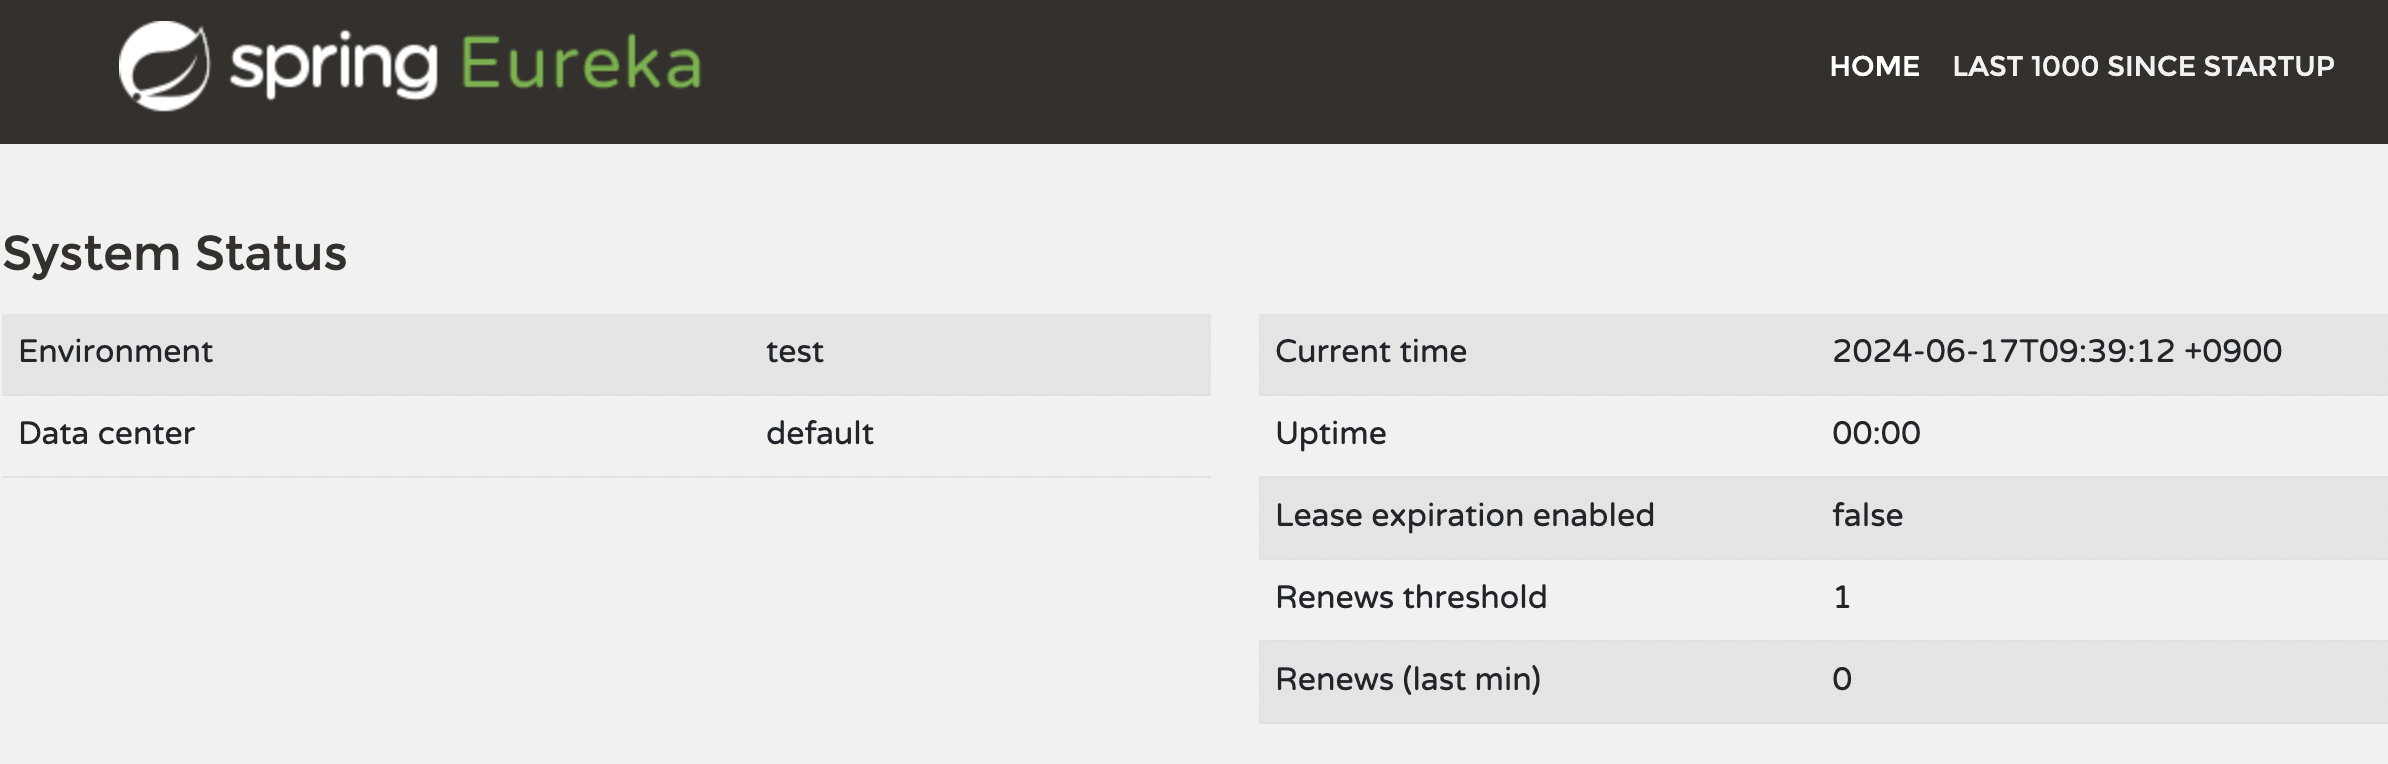 spring Eureka
HOME LAST 1000 SINCE STARTUP
System Status
Environment test
Data center default
Current time 2024-06-17T09:39:12 +0900
Uptime 00:00
Lease expiration enabled false
Renews threshold 1
Renews (last min) 0